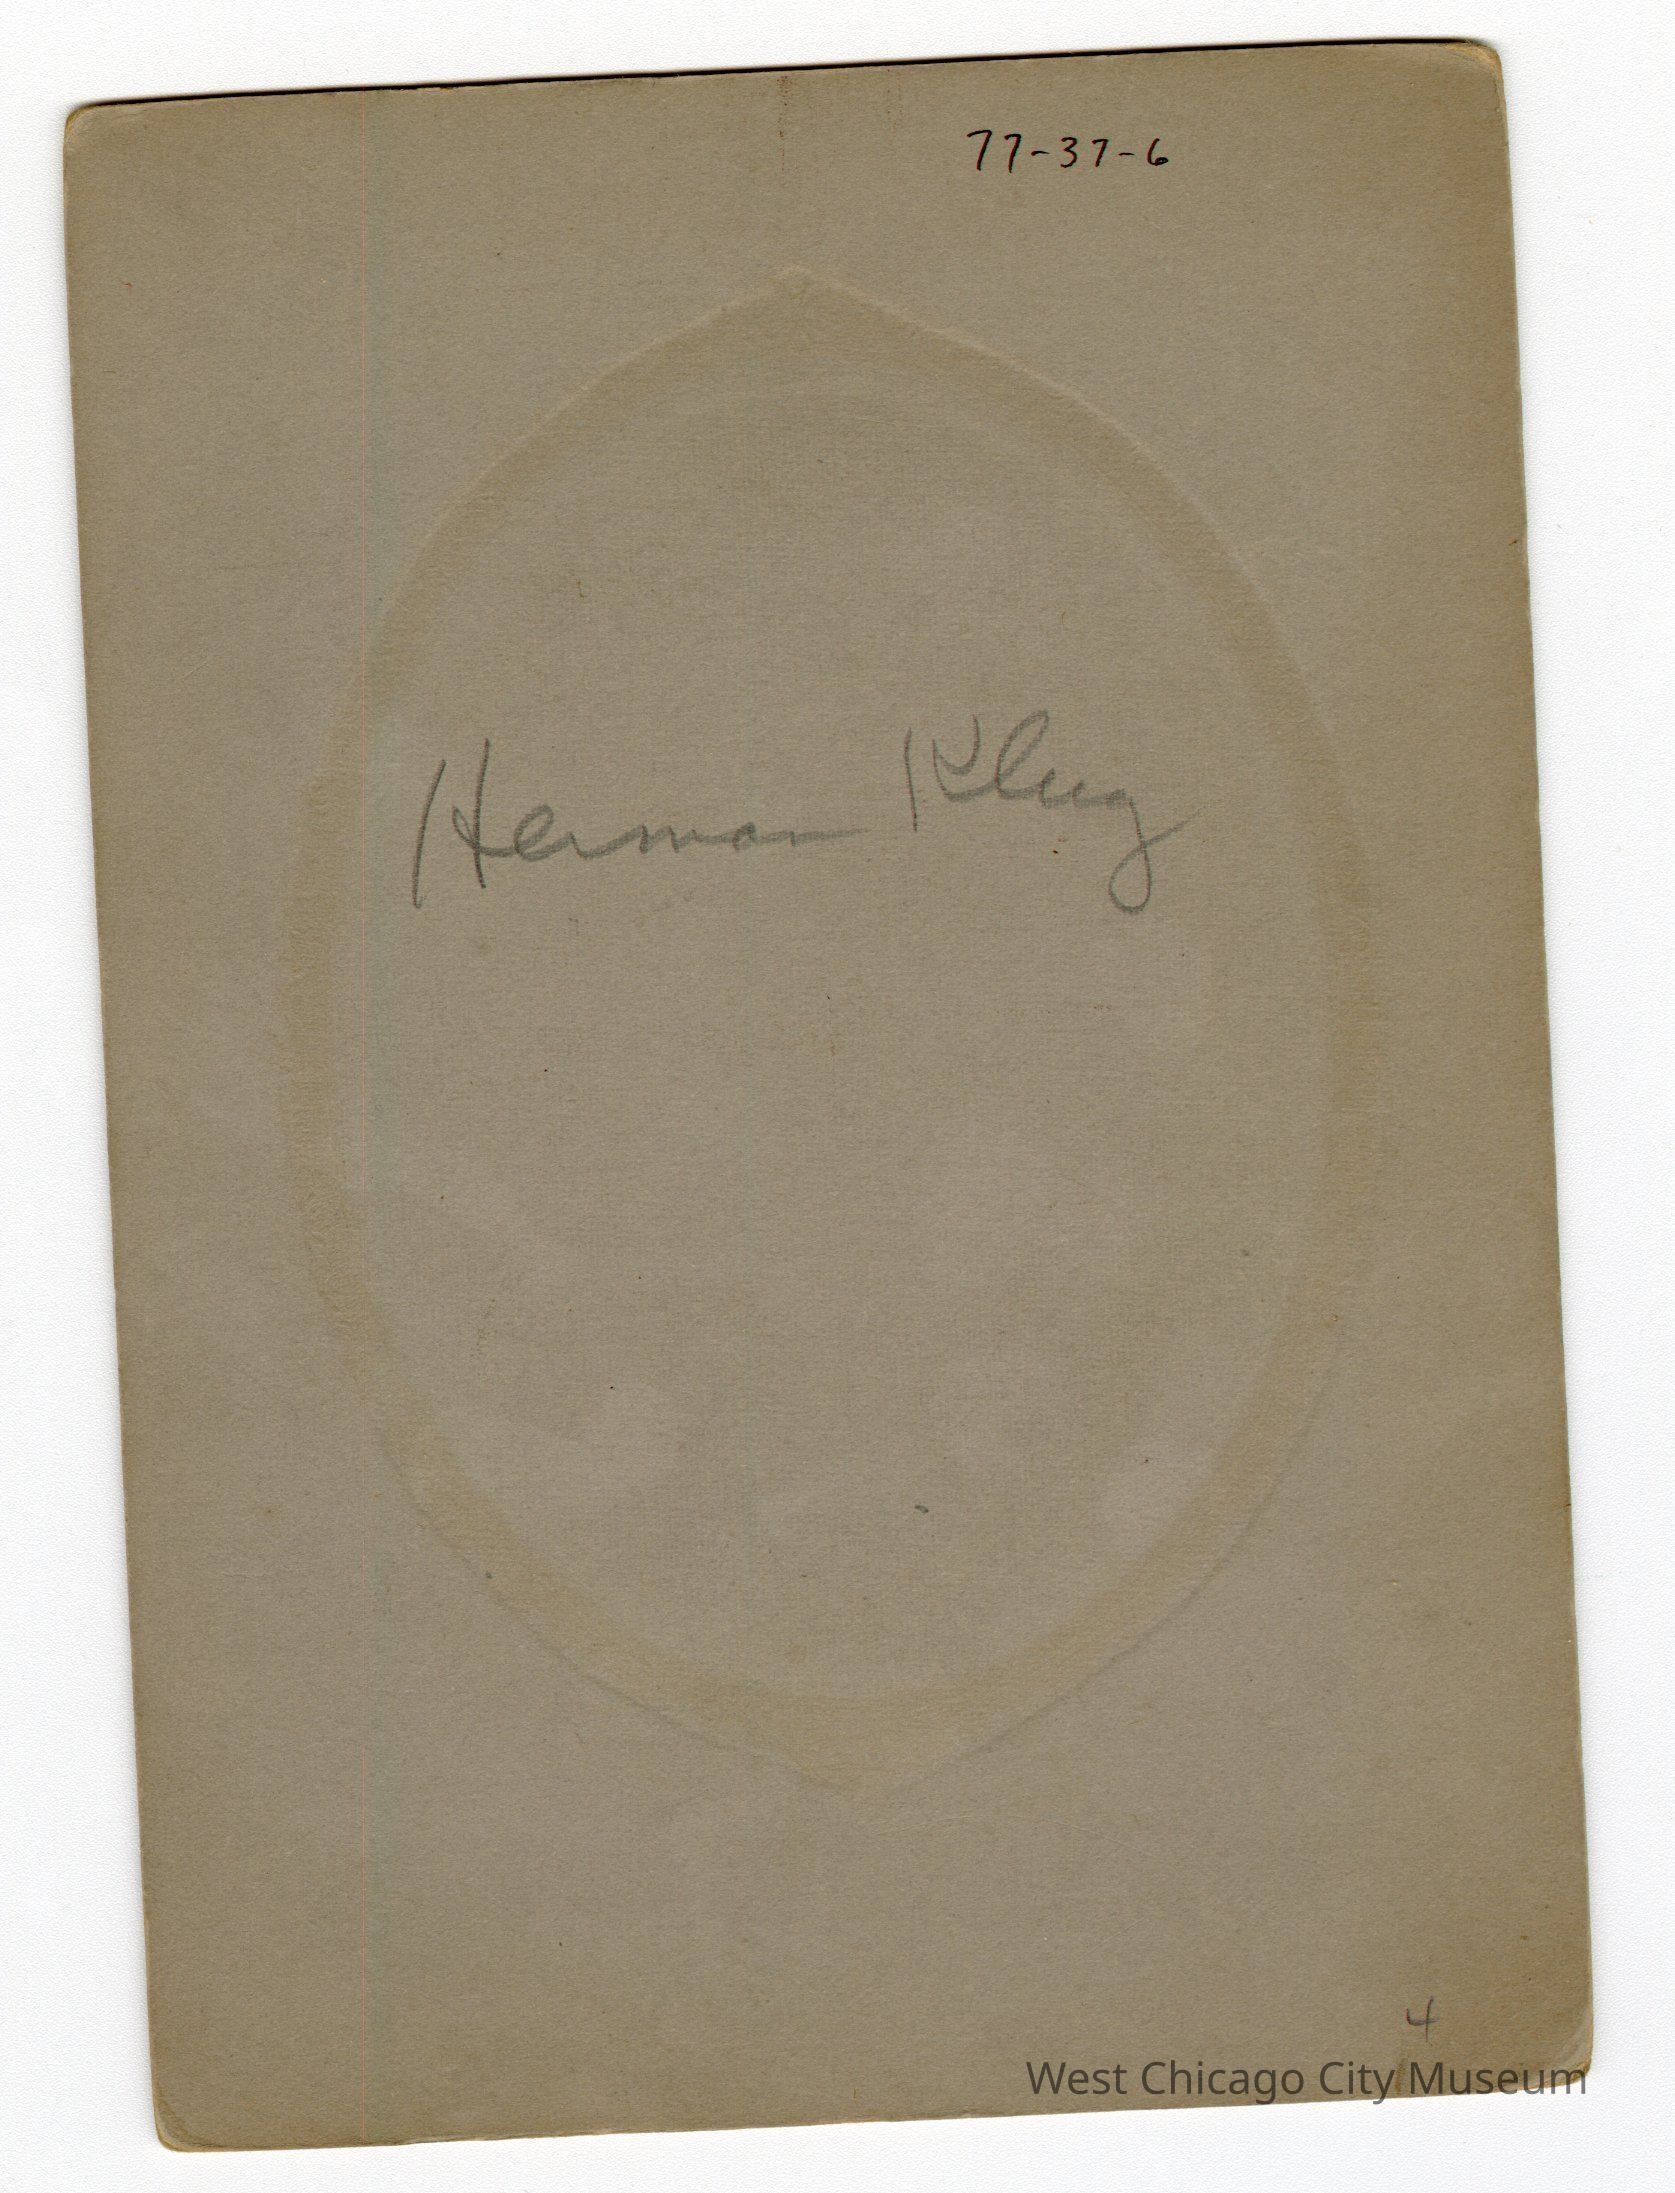 77-37-6
Herman Klug
4
West Chicago City Museum